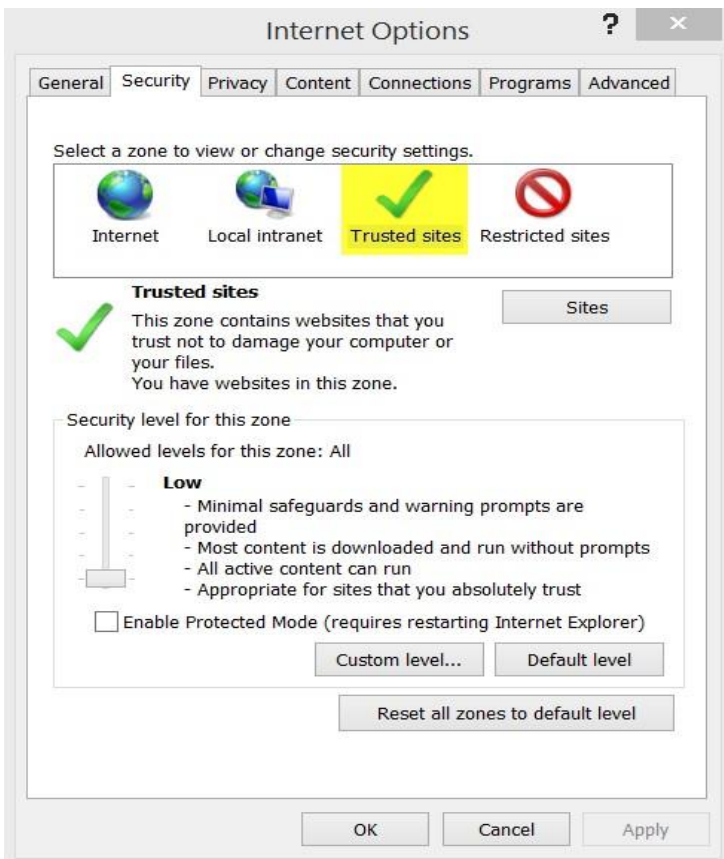 Internet Options
?
×
General Security Privacy Content Connections Programs Advanced
Select a zone to view or change security settings.
Internet Local intranet Trusted sites Restricted sites
Trusted sites
Sites
This zone contains websites that you
trust not to damage your computer or
your files.
You have websites in this zone.
Security level for this zone
Allowed levels for this zone: All
Low
- Minimal safeguards and warning prompts are
provided
- Most content is downloaded and run without prompts
- All active content can run
- Appropriate for sites that you absolutely trust
Enable Protected Mode (requires restarting Internet Explorer)
Custom level... Default level
Reset all zones to default level
OK Cancel Apply